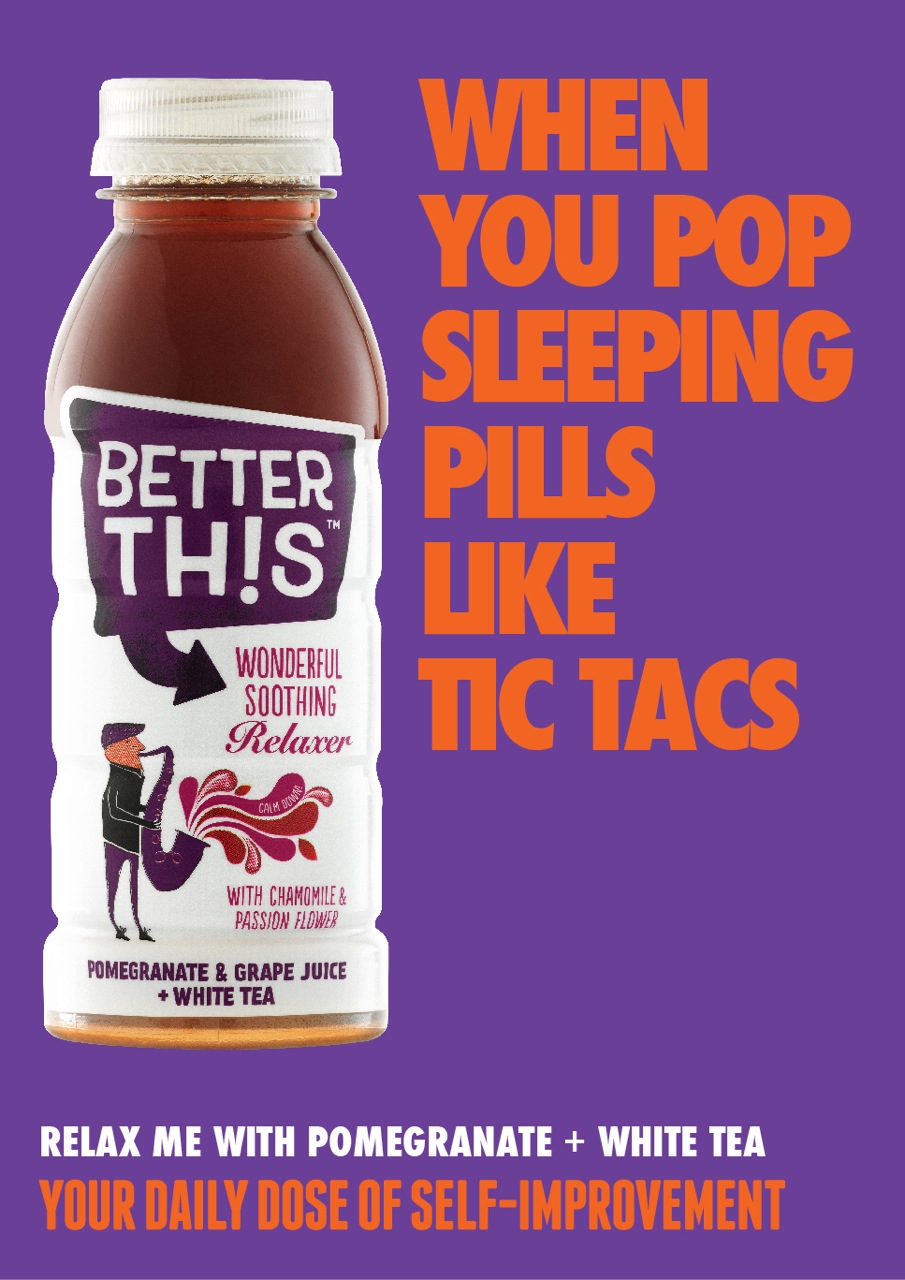 WHEN
YOU POP
SLEEPING
PILLS
LIKE
TIC TACS
BETTER
TH!S™
WONDERFUL
SOOTHING
Relaxer
CALM DOWN!
WITH CHAMOMILE &
PASSION FLOWER
POMEGRANATE & GRAPE JUICE
+ WHITE TEA
RELAX ME WITH POMEGRANATE + WHITE TEA
YOUR DAILY DOSE OF SELF-IMPROVEMENT